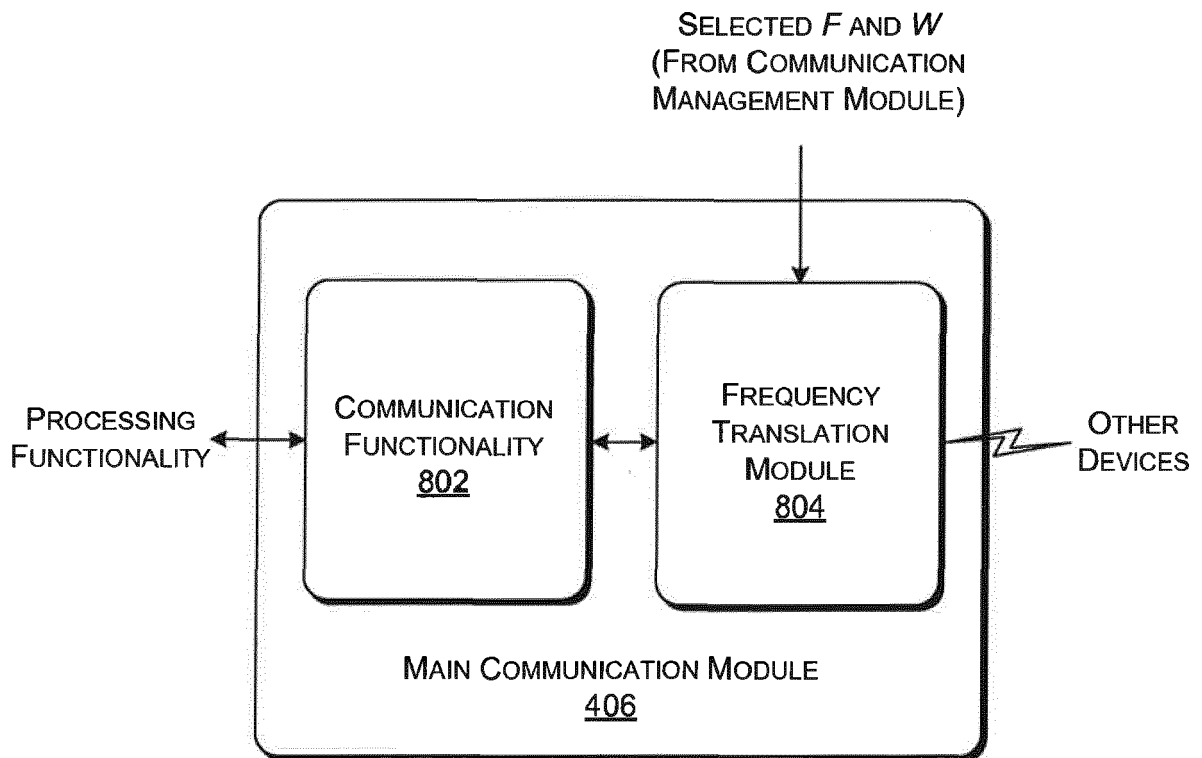 SELECTED F AND W
(FROM COMMUNICATION
MANAGEMENT MODULE)
PROCESSING
FUNCTIONALITY
COMMUNICATION
FUNCTIONALITY
802
FREQUENCY
TRANSLATION
MODULE
804
OTHER
DEVICES
MAIN COMMUNICATION MODULE
406